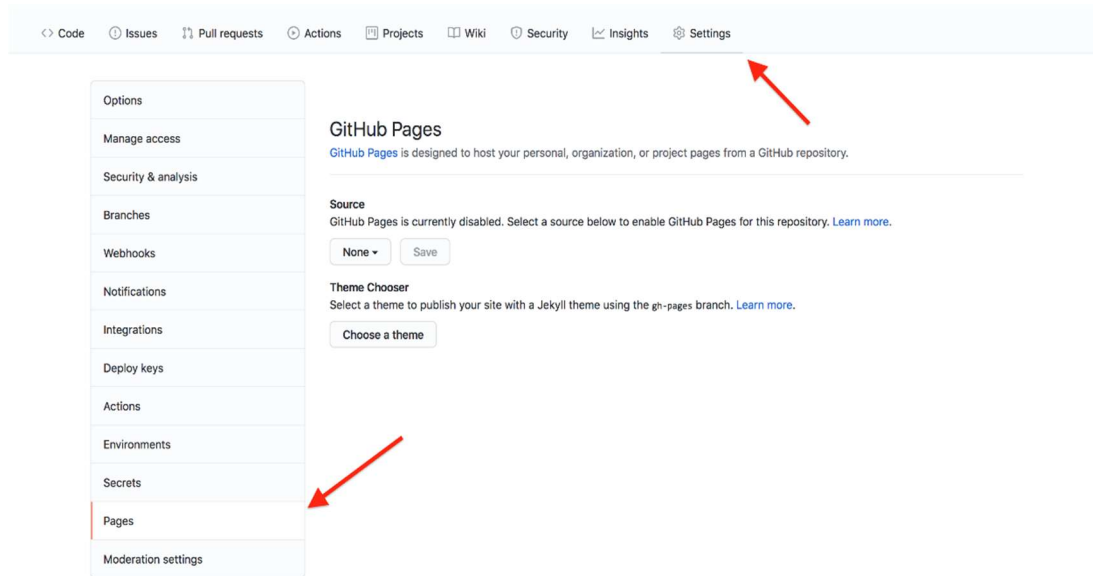 Code Issues Pull requests Actions Projects Wiki Security Insights Settings
Options
Manage access
Security & analysis
Branches
Webhooks
Notifications
Integrations
Deploy keys
Actions
Environments
Secrets
Pages
Moderation settings
GitHub Pages
GitHub Pages is designed to host your personal, organization, or project pages from a GitHub repository.
Source
GitHub Pages is currently disabled. Select a source below to enable GitHub Pages for this repository. Learn more.
None Save
Theme Chooser
Select a theme to publish your site with a Jekyll theme using the gh-pages branch. Learn more.
Choose a theme